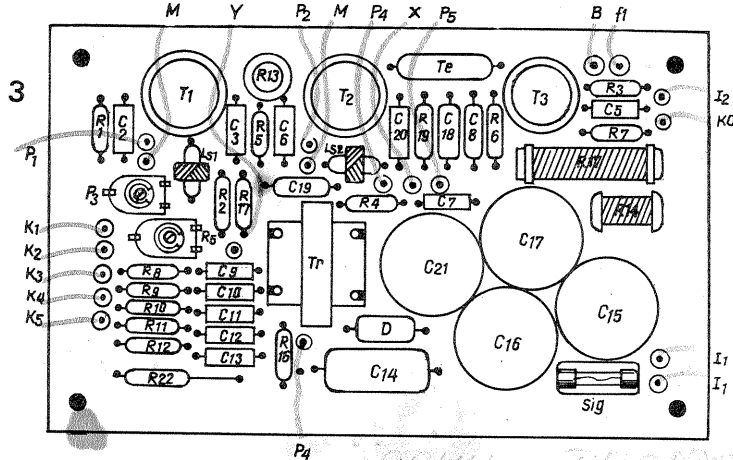 M Y P2 M P4 X P5 B f1
3
T1 R13 T2 Te T3 R3 I2
R1 C2 C3 R5 C6 C20 R19 C18 C8 R6 C5 KO
R7
P1 LS1 LS2
P3 R2 R17 C19 R4 C7 R14
K1 R5
K2 Tr C21 C17
K3 R8 C9
K4 R9 C10
K5 R10 C11 C15
R11 C12 D C16
R12 C13 R16
R22 C14 I1
Sig I1
P4